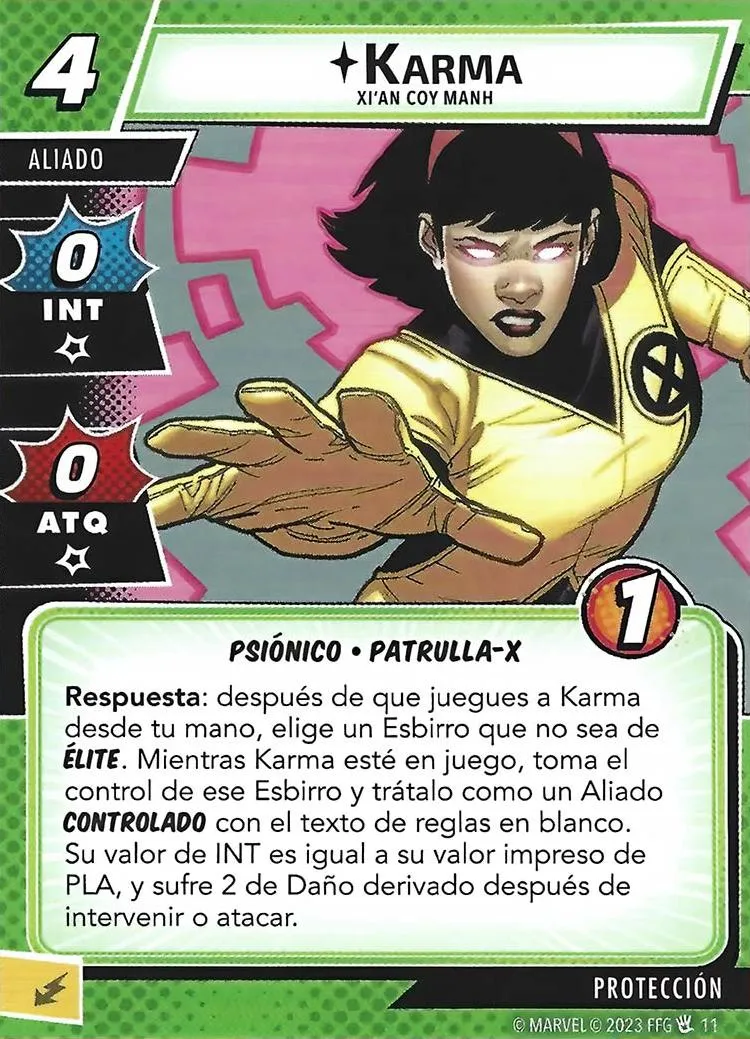 4
KARMA
XI'AN COY MANH
ALIADO
0
INT
0
ATQ
1
PSIÓNICO • PATRULLA-X
Respuesta: después de que juegues a Karma
desde tu mano, elige un Esbirro que no sea de
ÉLITE. Mientras Karma esté en juego, toma el
control de ese Esbirro y trátalo como un Aliado
CONTROLADO con el texto de reglas en blanco.
Su valor de INT es igual a su valor impreso de
PLA, y sufre 2 de Daño derivado después de
intervenir o atacar.
PROTECCIÓN
© MARVEL © 2023 FFG 11